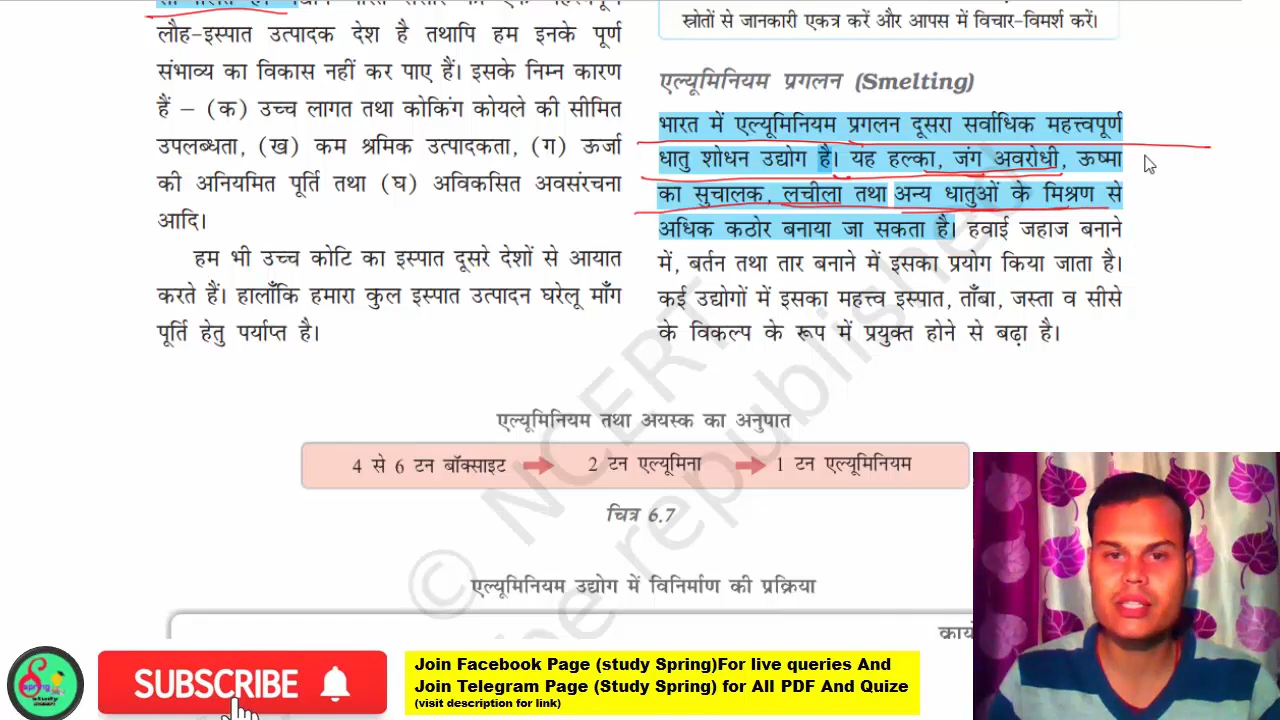 लौह-इस्पात उत्पादक देश है तथापि हम इनके पूर्ण
संभाव्य का विकास नहीं कर पाए हैं। इसके निम्न कारण
हैं – (क) उच्च लागत तथा कोकिंग कोयले की सीमित
उपलब्धता, (ख) कम श्रमिक उत्पादकता, (ग) ऊर्जा
की अनियमित पूर्ति तथा (घ) अविकसित अवसंरचना
आदि।
हम भी उच्च कोटि का इस्पात दूसरे देशों से आयात
करते हैं। हालाँकि हमारा कुल इस्पात उत्पादन घरेलू माँग
पूर्ति हेतु पर्याप्त है।
स्रोतों से जानकारी एकत्र करें और आपस में विचार-विमर्श करें।
एल्यूमिनियम प्रगलन (Smelting)
भारत में एल्यूमिनियम प्रगलन दूसरा सर्वाधिक महत्त्वपूर्ण
धातु शोधन उद्योग है। यह हल्का, जंग अवरोधी, ऊष्मा
का सुचालक, लचीला तथा अन्य धातुओं के मिश्रण से
अधिक कठोर बनाया जा सकता है। हवाई जहाज बनाने
में, बर्तन तथा तार बनाने में इसका प्रयोग किया जाता है।
कई उद्योगों में इसका महत्त्व इस्पात, ताँबा, जस्ता व सीसे
के विकल्प के रूप में प्रयुक्त होने से बढ़ा है।
एल्यूमिनियम तथा अयस्क का अनुपात
4 से 6 टन बॉक्साइट 2 टन एल्यूमिना 1 टन एल्यूमिनियम
चित्र 6.7
एल्यूमिनियम उद्योग में विनिर्माण की प्रक्रिया
© NCERT
be republished
SUBSCRIBE
Join Facebook Page (study Spring)For live queries And
Join Telegram Page (Study Spring) for All PDF And Quize
(visit description for link)